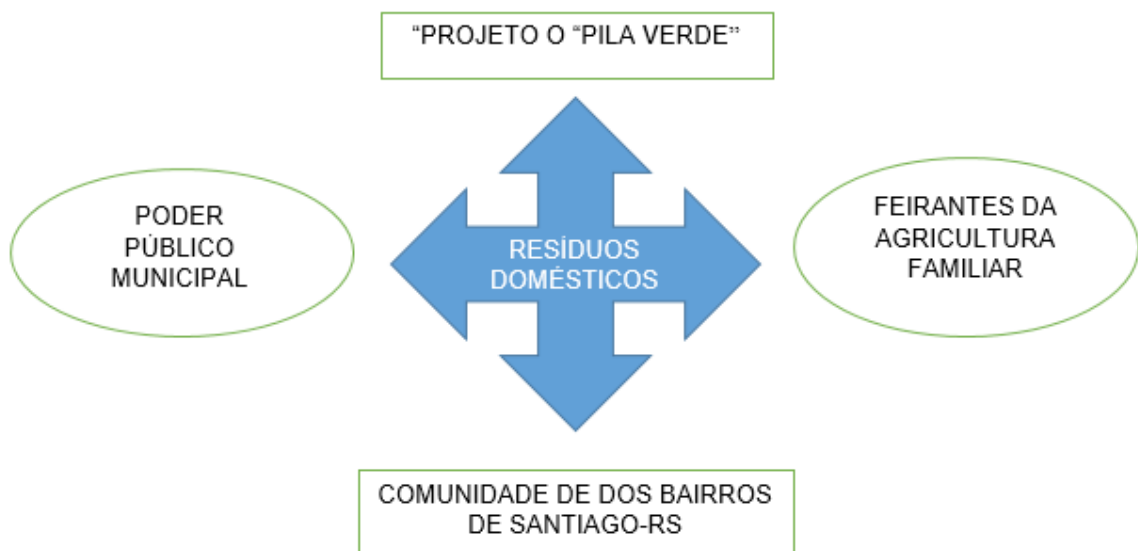 “PROJETO O “PILA VERDE”
PODER
PÚBLICO
MUNICIPAL
RESÍDUOS
DOMÉSTICOS
FEIRANTES DA
AGRICULTURA
FAMILIAR
COMUNIDADE DE DOS BAIRROS
DE SANTIAGO-RS